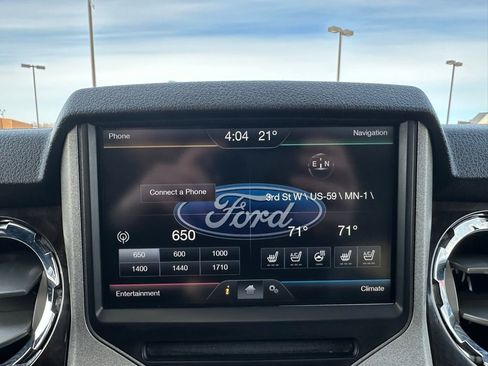 Phone
4:04 21°
Navigation
E N
Connect a Phone
3rd St W \ US-59 \ MN-1 \
Ford
650
71° 71°
650 600 1000
1400 1440 1710
Entertainment
i
Climate